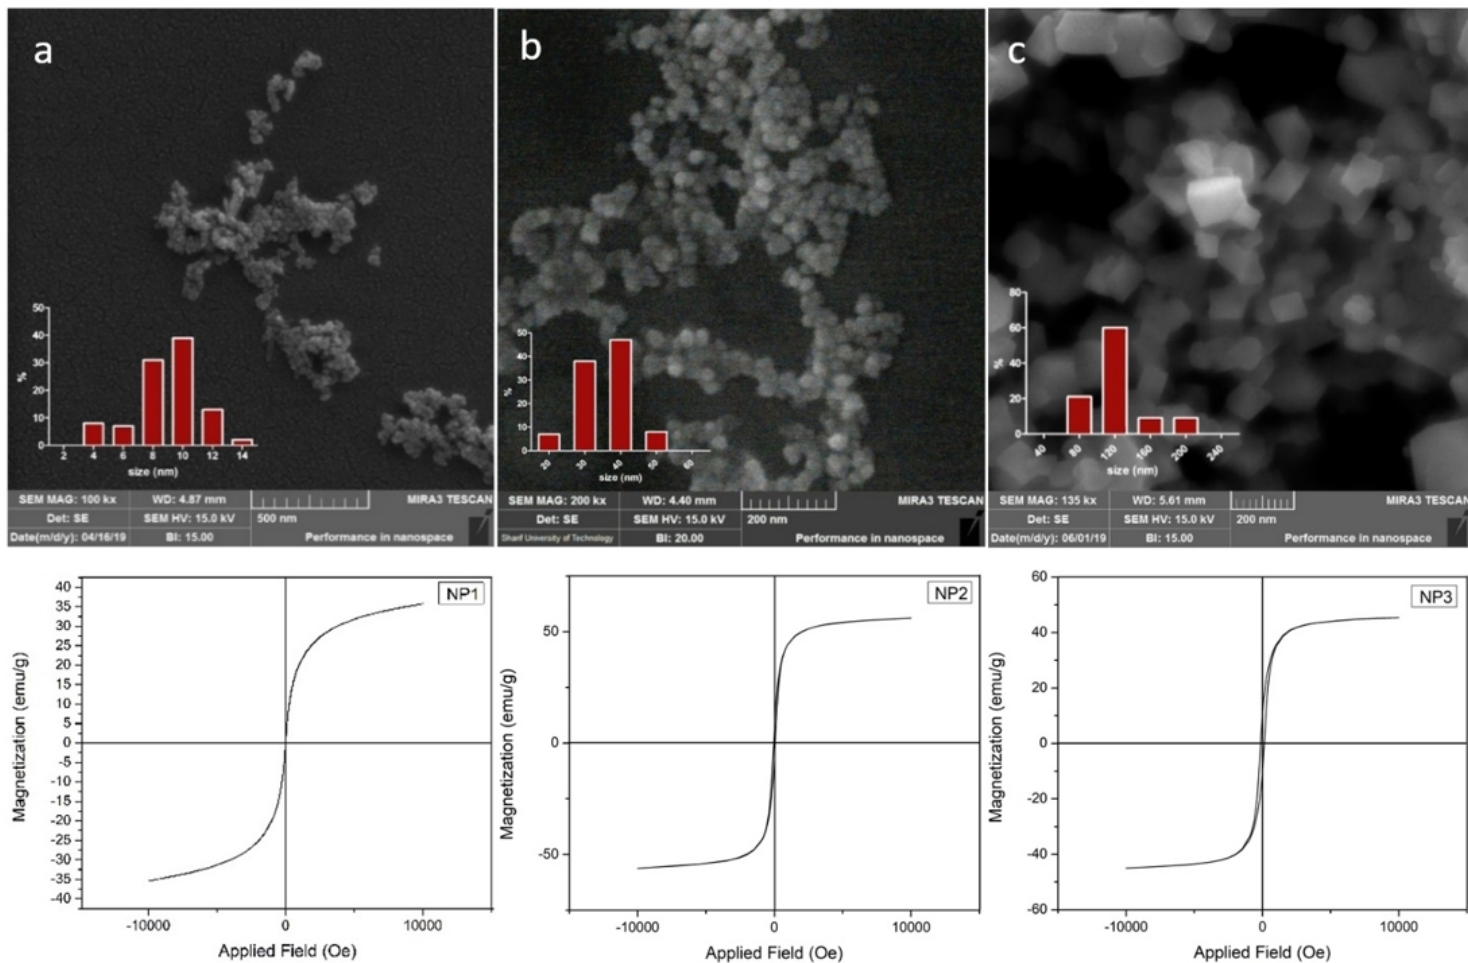 a
50
40
30
20
10
0
%
2 4 6 8 10 12 14
size (nm)
SEM MAG: 100 kx WD: 4.87 mm MIRA3 TESCAN
Det: SE SEM HV: 15.0 kV 500 nm
Date(m/d/y): 04/16/19 BI: 15.00 Performance in nanospace
b
50
40
30
20
10
0
%
20 30 40 50 60
size (nm)
SEM MAG: 200 kx WD: 4.40 mm MIRA3 TESCAN
Det: SE SEM HV: 15.0 kV 200 nm
Sharif University of Technology BI: 20.00 Performance in nanospace
c
80
60
40
20
0
%
40 80 120 160 200 240
size (nm)
SEM MAG: 135 kx WD: 5.61 mm MIRA3 TESCAN
Det: SE SEM HV: 15.0 kV 200 nm
Date(m/d/y): 06/01/19 BI: 15.00 Performance in nanospace
NP1
40
35
30
25
20
15
10
5
0
-5
-10
-15
-20
-25
-30
-35
-40
Magnetization (emu/g)
-10000 0 10000
Applied Field (Oe)
NP2
50
0
-50
Magnetization (emu/g)
-10000 0 10000
Applied Field (Oe)
NP3
60
40
20
0
-20
-40
-60
Magnetization (emu/g)
-10000 0 10000
Applied Field (Oe)